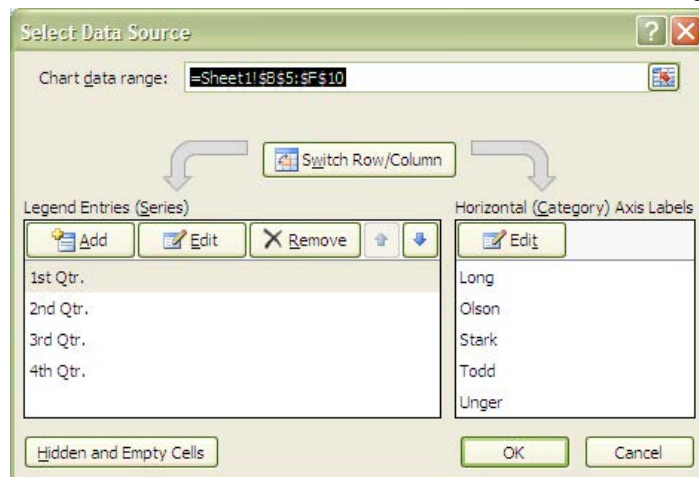 Select Data Source
Chart data range: =Sheet1!$B$5:$F$10
Switch Row/Column
Legend Entries (Series)
Add Edit Remove
1st Qtr.
2nd Qtr.
3rd Qtr.
4th Qtr.
Horizontal (Category) Axis Labels
Edit
Long
Olson
Stark
Todd
Unger
Hidden and Empty Cells
OK Cancel